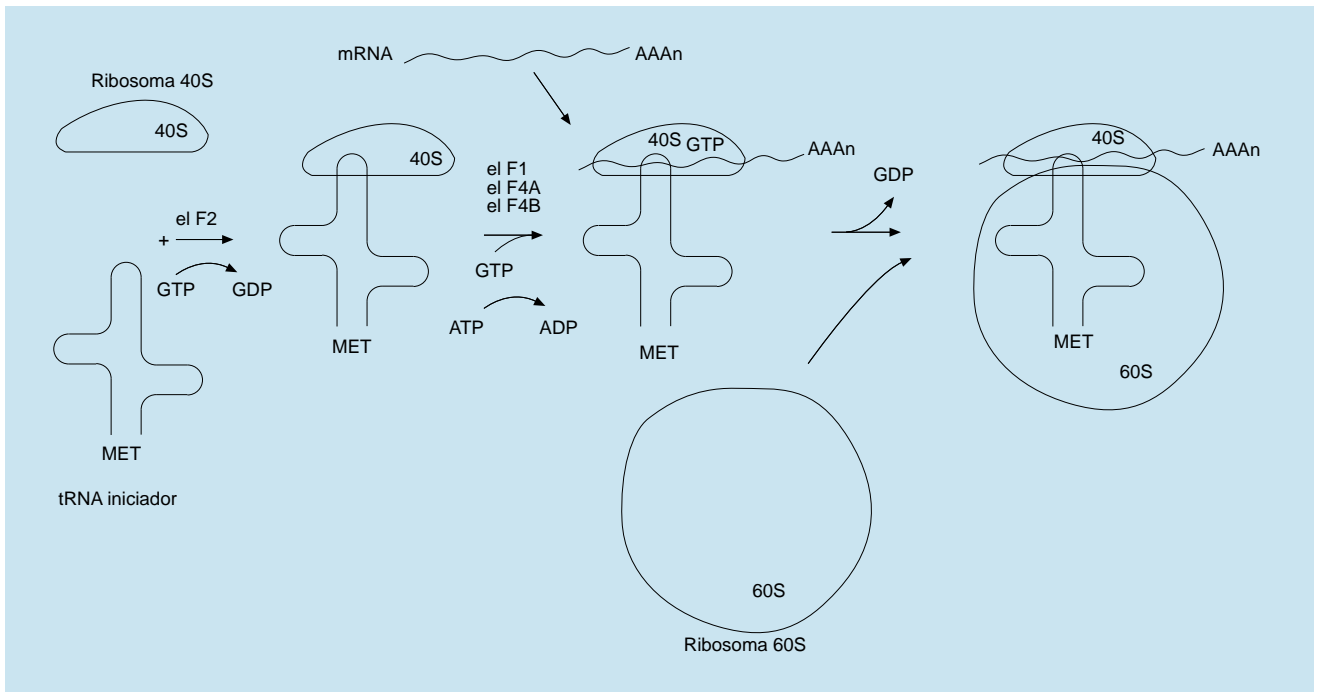 mRNA
AAAn
Ribosoma 40S
40S
40S
40S
GTP
AAAn
40S
AAAn
el F1
el F4A
el F4B
GDP
el F2
+
GTP
GDP
GTP
ATP
ADP
MET
MET
MET
60S
MET
tRNA iniciador
60S
Ribosoma 60S